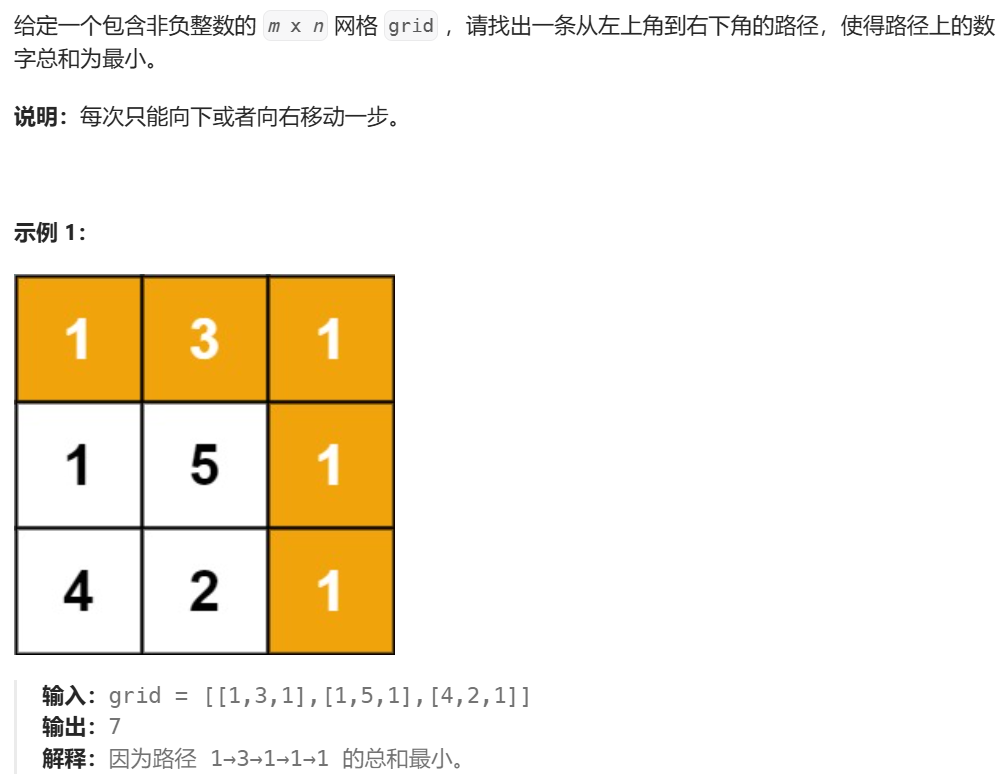 给定一个包含非负整数的 m x n 网格 grid ，请找出一条从左上角到右下角的路径，使得路径上的数
字总和为最小。
说明：每次只能向下或者向右移动一步。
示例 1：
1 3 1
1 5 1
4 2 1
输入：grid = [[1,3,1],[1,5,1],[4,2,1]]
输出：7
解释：因为路径 1→3→1→1→1 的总和最小。